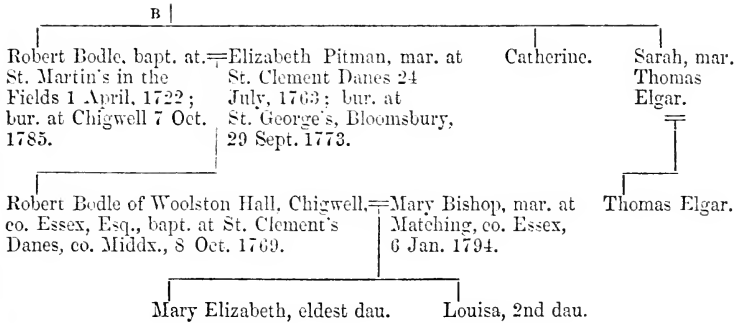 B
Robert Bodle, bapt. at = Elizabeth Pitman, mar. at Catherine. Sarah, mar.
St. Martin's in the St. Clement Danes 24 Thomas
Fields 1 April, 1722; July, 1763; bur. at Elgar.
bur. at Chigwell 7 Oct. St. George's, Bloomsbury,
1785. 29 Sept. 1773.
Robert Bodle of Woolston Hall, Chigwell, = Mary Bishop, mar. at Thomas Elgar.
co. Essex, Esq., bapt. at St. Clement's Matching, co. Essex,
Danes, co. Middx., 8 Oct. 1769. 6 Jan. 1794.
Mary Elizabeth, eldest dau. Louisa, 2nd dau.